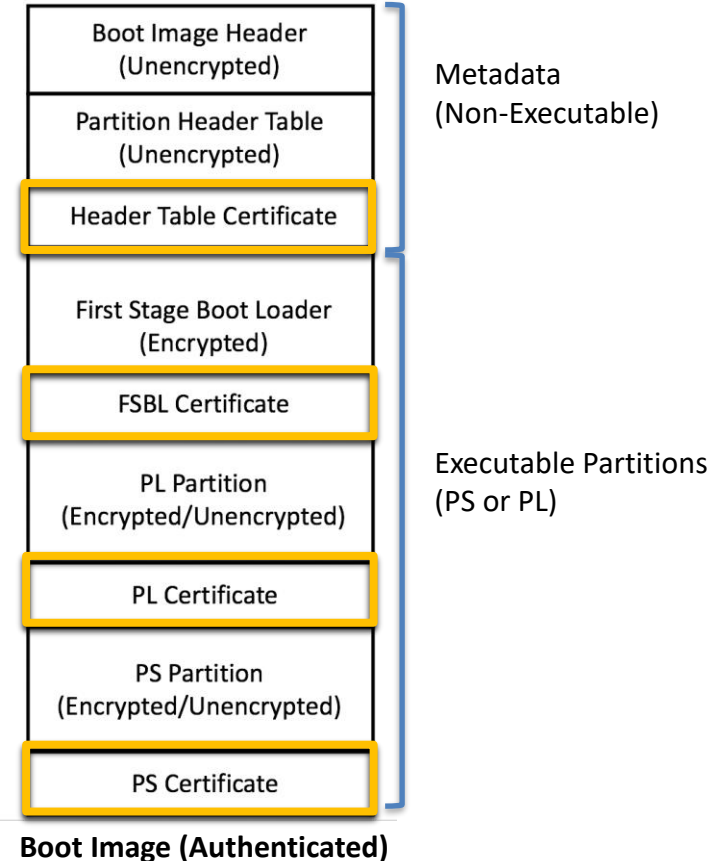 Boot Image Header
(Unencrypted)
Metadata
(Non-Executable)
Partition Header Table
(Unencrypted)
Header Table Certificate
First Stage Boot Loader
(Encrypted)
FSBL Certificate
Executable Partitions
(PS or PL)
PL Partition
(Encrypted/Unencrypted)
PL Certificate
PS Partition
(Encrypted/Unencrypted)
PS Certificate
Boot Image (Authenticated)